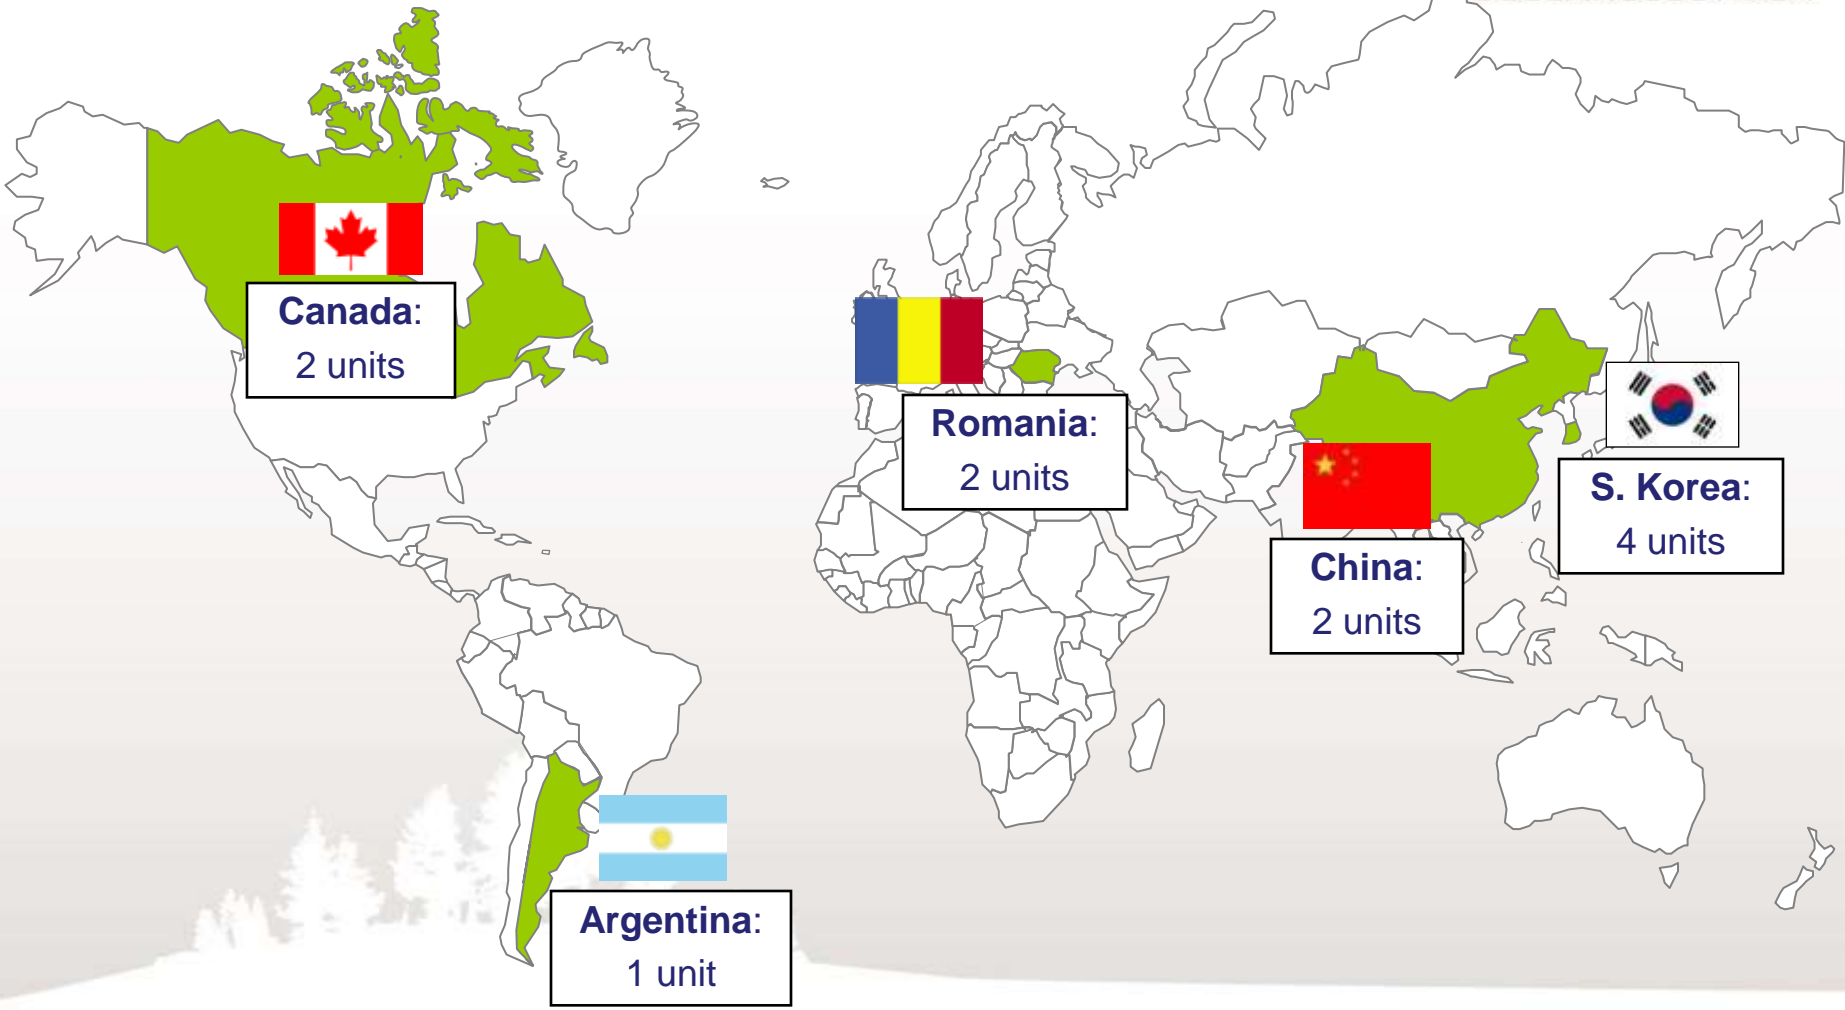 Canada:
2 units
Romania:
2 units
S. Korea:
4 units
China:
2 units
Argentina:
1 unit